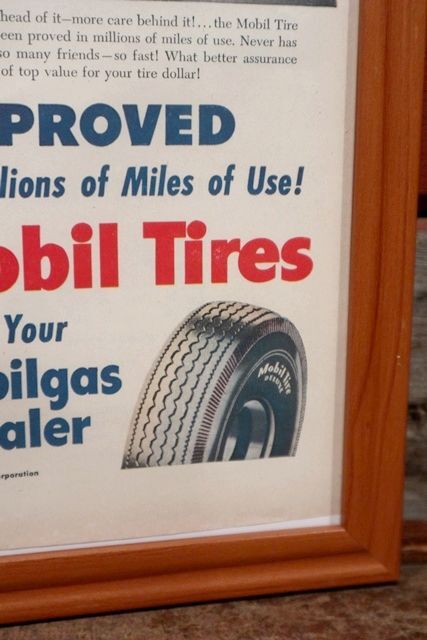 head of it—more care behind it!...the Mobil Tire
een proved in millions of miles of use. Never has
so many friends—so fast! What better assurance
of top value for your tire dollar!
PROVED
lions of Miles of Use!
obil Tires
Your
bilgas
aler
Mobil Tire
DELUXE
rporation